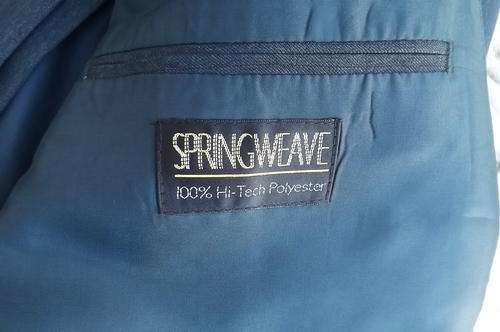 SPRINGWEAVE
100% Hi-Tech Polyester